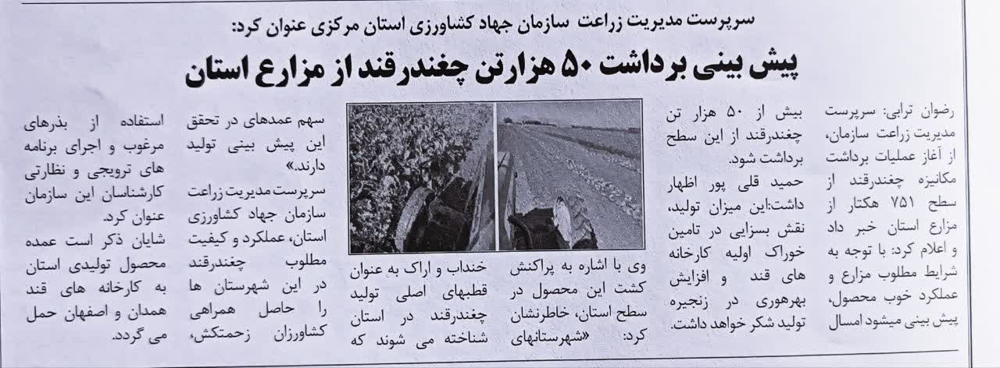 سرپرست مدیریت زراعت سازمان جهاد کشاورزی استان مرکزی عنوان کرد:
پیش بینی برداشت ۵۰ هزارتن چغندرقند از مزارع استان
رضوان ترابی: سرپرست
مدیریت زراعت سازمان،
از آغاز عملیات برداشت
مکانیزه چغندرقند از
سطح ۷۵۱ هکتار از
مزارع استان خبر داد
و اعلام کرد: با توجه به
شرایط مطلوب مزارع و
عملکرد خوب محصول،
پیش بینی میشود امسال
بیش از ۵۰ هزار تن
چغندرقند از این سطح
برداشت شود.
حمید قلی پور اظهار
داشت:این میزان تولید،
نقش بسزایی در تامین
خوراک اولیه کارخانه
های قند و افزایش
بهرهوری در زنجیره
تولید شکر خواهد داشت.
وی با اشاره به پراکنش
کشت این محصول در
سطح استان، خاطرنشان
کرد: «شهرستانهای
خنداب و اراک به عنوان
قطبهای اصلی تولید
چغندرقند در استان
شناخته می شوند که
سهم عمدهای در تحقق
این پیش بینی تولید
دارند.»
سرپرست مدیریت زراعت
سازمان جهاد کشاورزی
استان، عملکرد و کیفیت
مطلوب چغندرقند
در این شهرستان ها
را حاصل همراهی
کشاورزان زحمتکش،
استفاده از بذرهای
مرغوب و اجرای برنامه
های ترویجی و نظارتی
کارشناسان این سازمان
عنوان کرد.
شایان ذکر است عمده
محصول تولیدی استان
به کارخانه های قند
همدان و اصفهان حمل
می گردد.